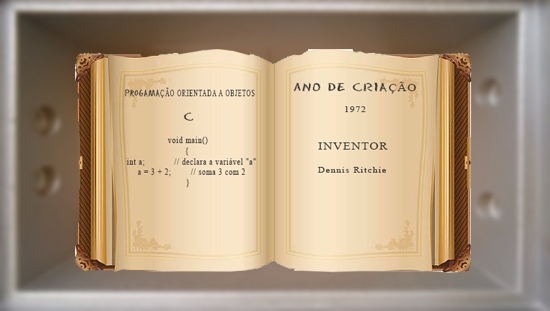 PROGAMAÇÃO ORIENTADA A OBJETOS
C
void main()
{
int a; // declara a variável "a"
a = 3 + 2; // soma 3 com 2
}
ANO DE CRIAÇÃO
1972
INVENTOR
Dennis Ritchie